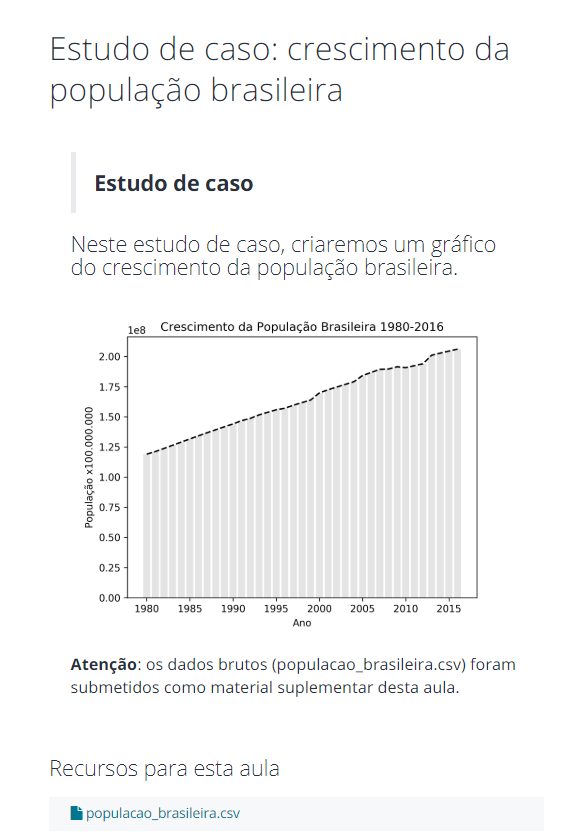 Estudo de caso: crescimento da
população brasileira
Estudo de caso
Neste estudo de caso, criaremos um gráfico
do crescimento da população brasileira.
1e8
Crescimento da População Brasileira 1980-2016
População x100.000.000
2.00
1.75
1.50
1.25
1.00
0.75
0.50
0.25
0.00
1980 1985 1990 1995 2000 2005 2010 2015
Ano
Atenção: os dados brutos (populacao_brasileira.csv) foram
submetidos como material suplementar desta aula.
Recursos para esta aula
populacao_brasileira.csv